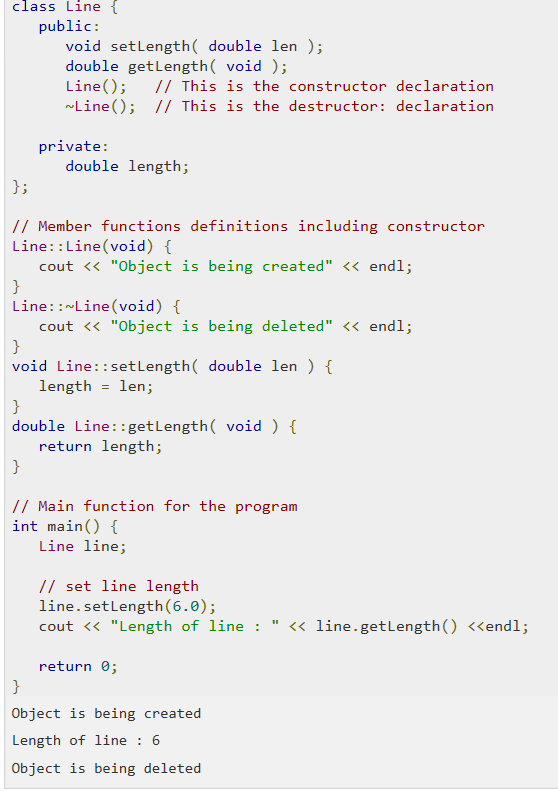 class Line {
   public:
      void setLength( double len );
      double getLength( void );
      Line();   // This is the constructor declaration
      ~Line();  // This is the destructor: declaration

   private:
      double length;
};

// Member functions definitions including constructor
Line::Line(void) {
   cout << "Object is being created" << endl;
}
Line::~Line(void) {
   cout << "Object is being deleted" << endl;
}
void Line::setLength( double len ) {
   length = len;
}
double Line::getLength( void ) {
   return length;
}

// Main function for the program
int main() {
   Line line;

   // set line length
   line.setLength(6.0);
   cout << "Length of line : " << line.getLength() <<endl;

   return 0;
}
Object is being created
Length of line : 6
Object is being deleted